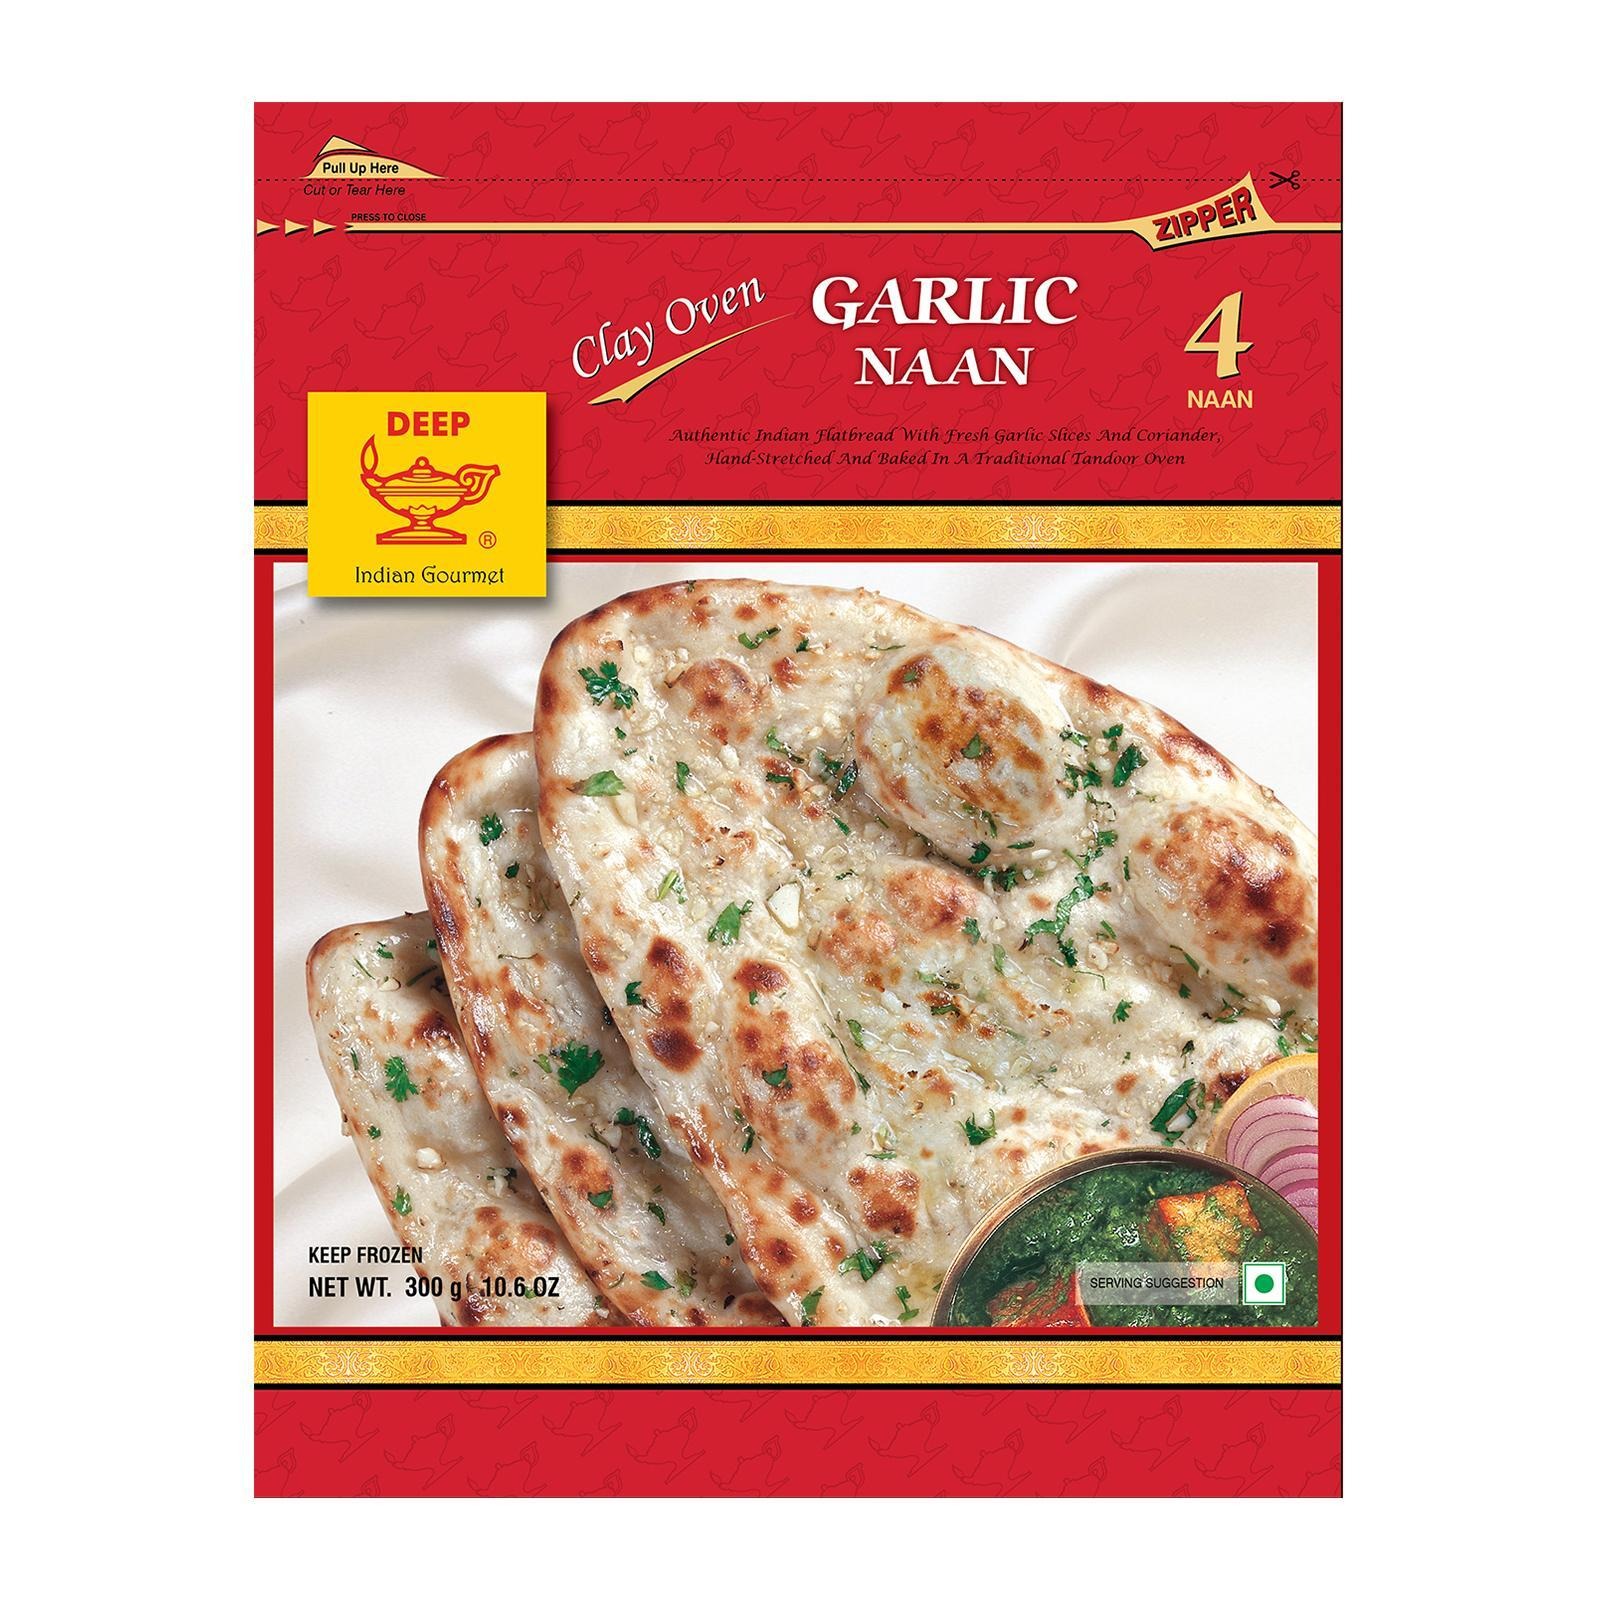 Pull Up Here
Cut or Tear Here
PRESS TO CLOSE
ZIPPER
Clay Oven
GARLIC
NAAN
4
NAAN
Authentic Indian Flatbread With Fresh Garlic Slices And Coriander,
Hand-Stretched And Baked In A Traditional Tandoor Oven
DEEP
®
Indian Gourmet
KEEP FROZEN
NET WT. 300 g 10.6 OZ
SERVING SUGGESTION